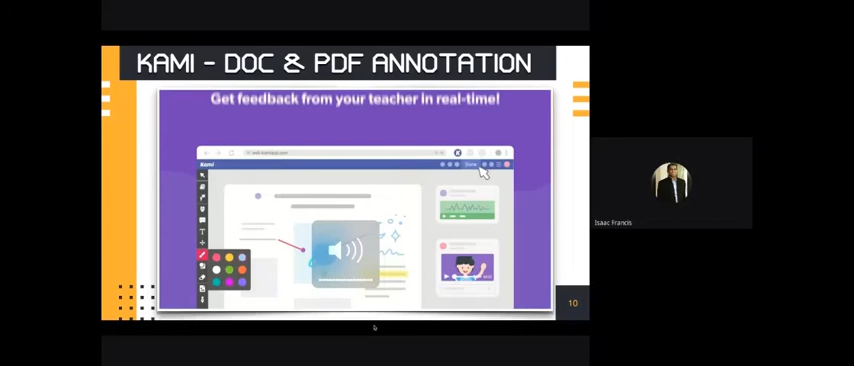 KAMI - DOC & PDF ANNOTATION
Get feedback from your teacher in real-time!
Kami
Isaac Francis
10